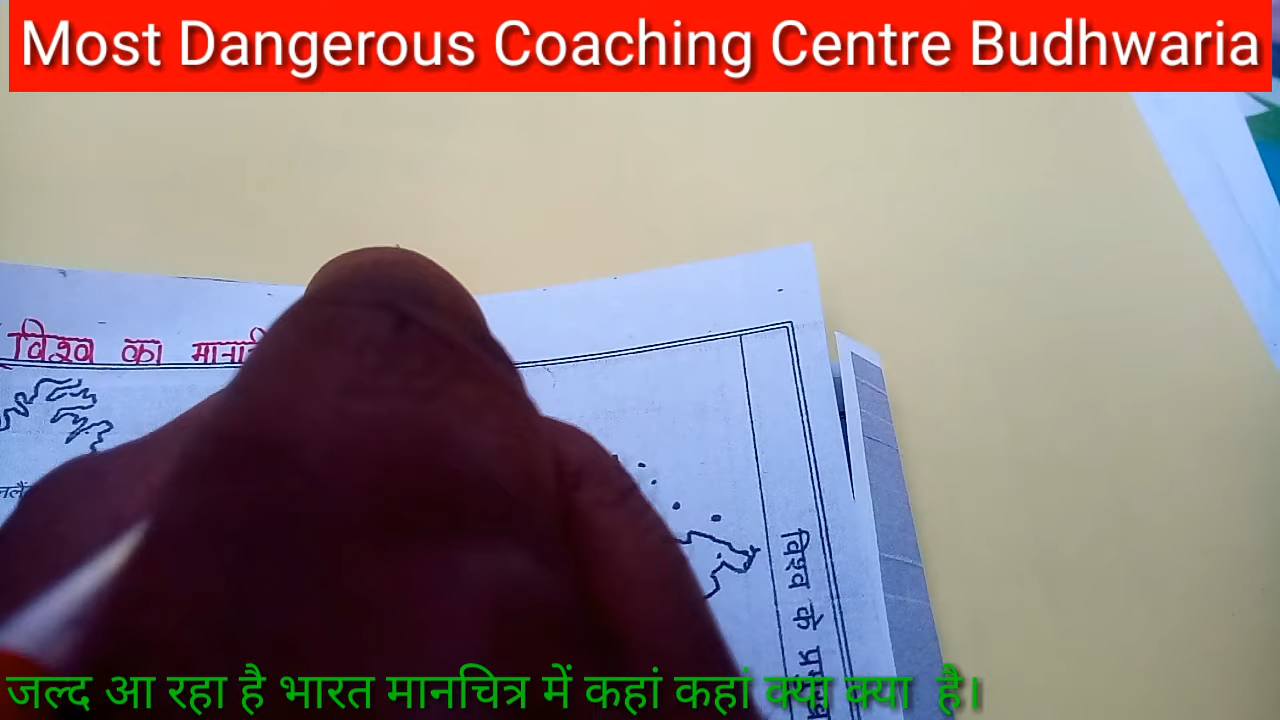 Most Dangerous Coaching Centre Budhwaria
विश्व का
विश्व के
जल्द आ रहा है भारत मानचित्र में कहां कहां क्या क्या है।